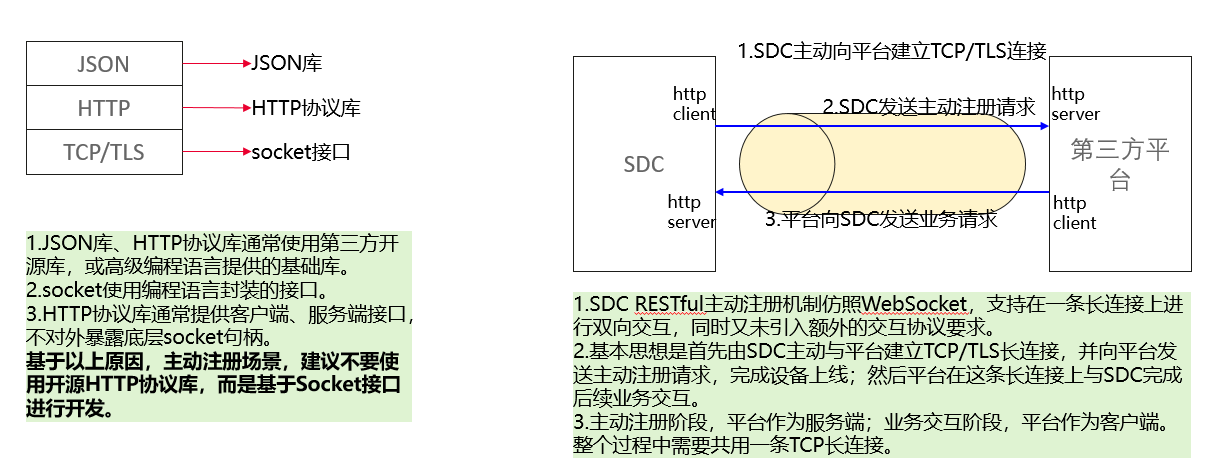 JSON
JSON库
HTTP
HTTP协议库
TCP/TLS
socket接口
1.JSON库、HTTP协议库通常使用第三方开
源库，或高级编程语言提供的基础库。
2.socket使用编程语言封装的接口。
3.HTTP协议库通常提供客户端、服务端接口，
不对外暴露底层socket句柄。
基于以上原因，主动注册场景，建议不要使
用开源HTTP协议库，而是基于Socket接口
进行开发。
1.SDC主动向平台建立TCP/TLS连接
http
client
2.SDC发送主动注册请求
http
server
SDC
第三方平
台
http
server
3.平台向SDC发送业务请求
http
client
1.SDC RESTful主动注册机制仿照WebSocket，支持在一条长连接上进
行双向交互，同时又未引入额外的交互协议要求。
2.基本思想是首先由SDC主动与平台建立TCP/TLS长连接，并向平台发
送主动注册请求，完成设备上线；然后平台在这条长连接上与SDC完成
后续业务交互。
3.主动注册阶段，平台作为服务端；业务交互阶段，平台作为客户端。
整个过程中需要共用一条TCP长连接。